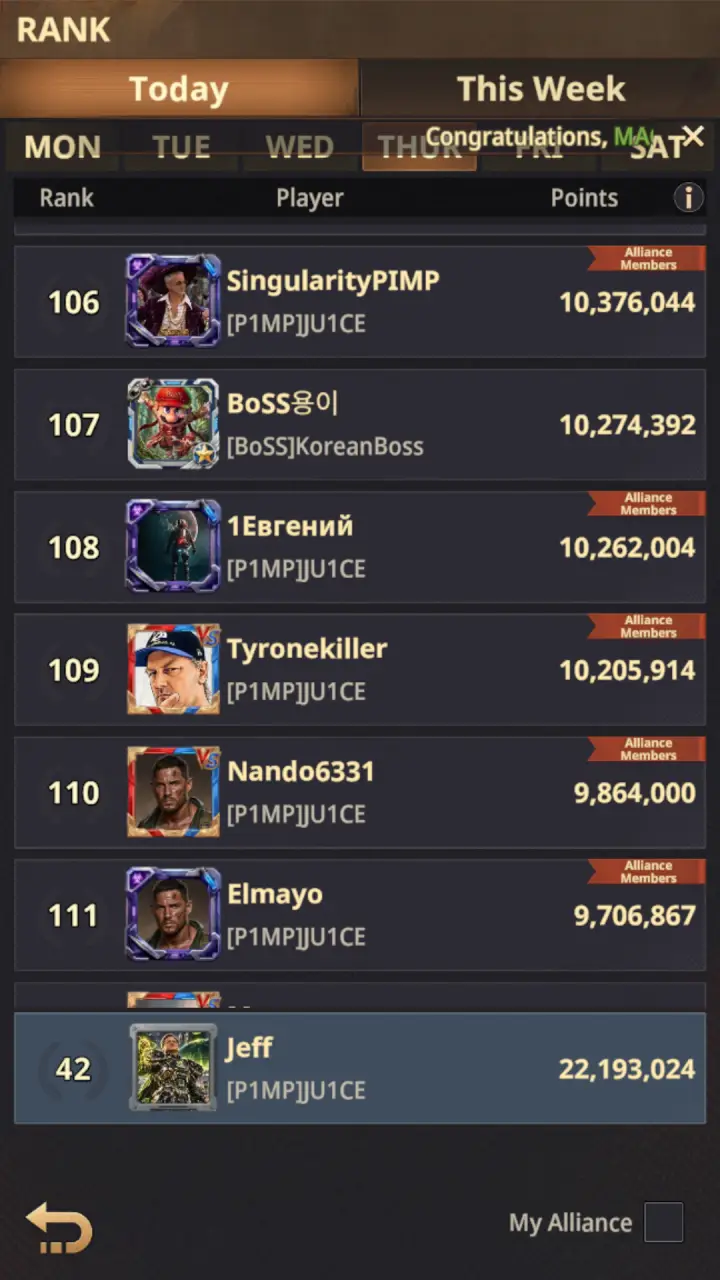 RANK
Today
This Week
Congratulations,
MON
TUE
WED
THUR
FRI
SAT
Rank
Player
Points
Alliance
Members
106
SingularityPIMP
[P1MP]JU1CE
10,376,044
107
BoSS용이
[BoSS]KoreanBoss
10,274,392
Alliance
Members
108
1Евгений
[P1MP]JU1CE
10,262,004
Alliance
Members
109
Tyronekiller
[P1MP]JU1CE
10,205,914
Alliance
Members
110
Nando6331
[P1MP]JU1CE
9,864,000
Alliance
Members
111
Elmayo
[P1MP]JU1CE
9,706,867
42
Jeff
[P1MP]JU1CE
22,193,024
My Alliance